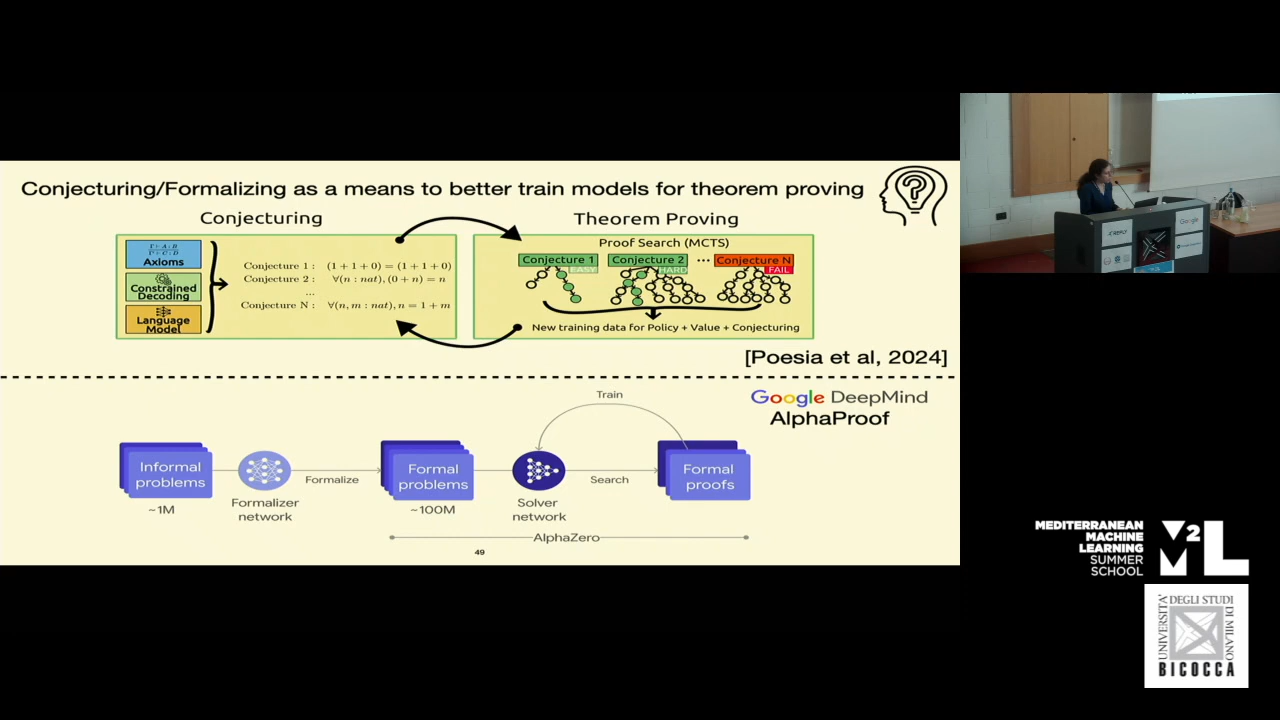 Conjecturing/Formalizing as a means to better train models for theorem proving
Conjecturing
Axioms
Constrained Decoding
Language Model
Conjecture 1 : (1 + 1 + 0) = (1 + 1 + 0)
Conjecture 2 : ∀(n : nat), (0 + n) = n
...
Conjecture N : ∀(n, m : nat), n = 1 + m
Theorem Proving
Proof Search (MCTS)
Conjecture 1
EASY
Conjecture 2
HARD
...
Conjecture N
FAIL
New training data for Policy + Value + Conjecturing
[Poesia et al, 2024]
Google DeepMind
AlphaProof
Train
Informal
problems
~1M
Formalizer
network
Formalize
Formal
problems
~100M
Solver
network
Search
Formal
proofs
AlphaZero
49
Google
MEDITERRANEAN
MACHINE
LEARNING
SUMMER
SCHOOL
M2L
UNIVERSITA'
DEGLI STUDI
DI MILANO
BICOCCA